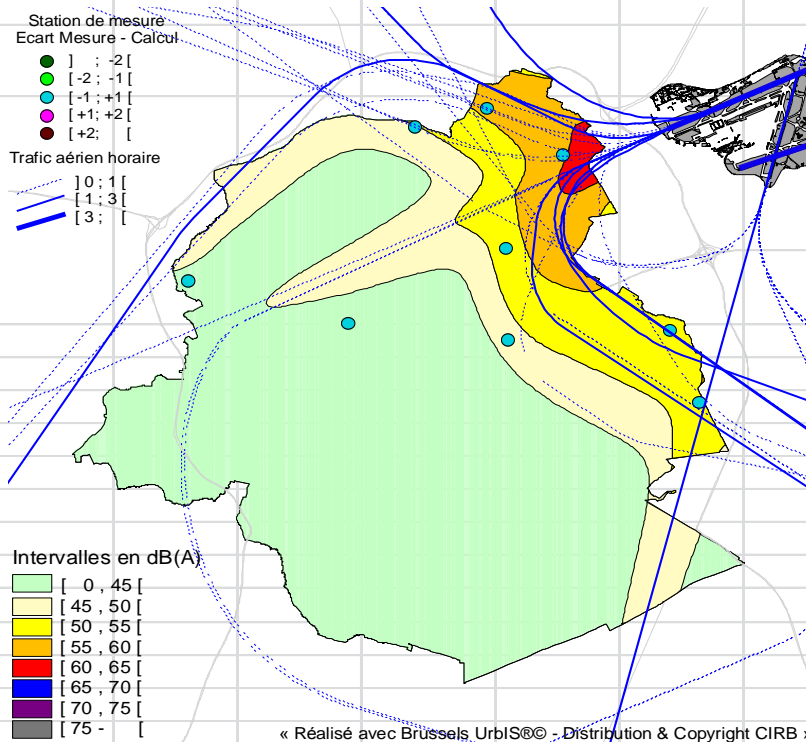 Station de mesure
Ecart Mesure - Calcul
] ; -2 [
[ -2 ; -1 [
[ -1 ; +1 [
[ +1; +2 [
[ +2; [
Trafic aérien horaire
] 0 ; 1 [
[ 1 ; 3 [
[ 3 ; [
Intervalles en dB(A)
[ 0 , 45 [
[ 45 , 50 [
[ 50 , 55 [
[ 55 , 60 [
[ 60 , 65 [
[ 65 , 70 [
[ 70 , 75 [
[ 75 - [
« Réalisé avec Brussels UrbIS®© - Distribution & Copyright CIRB »